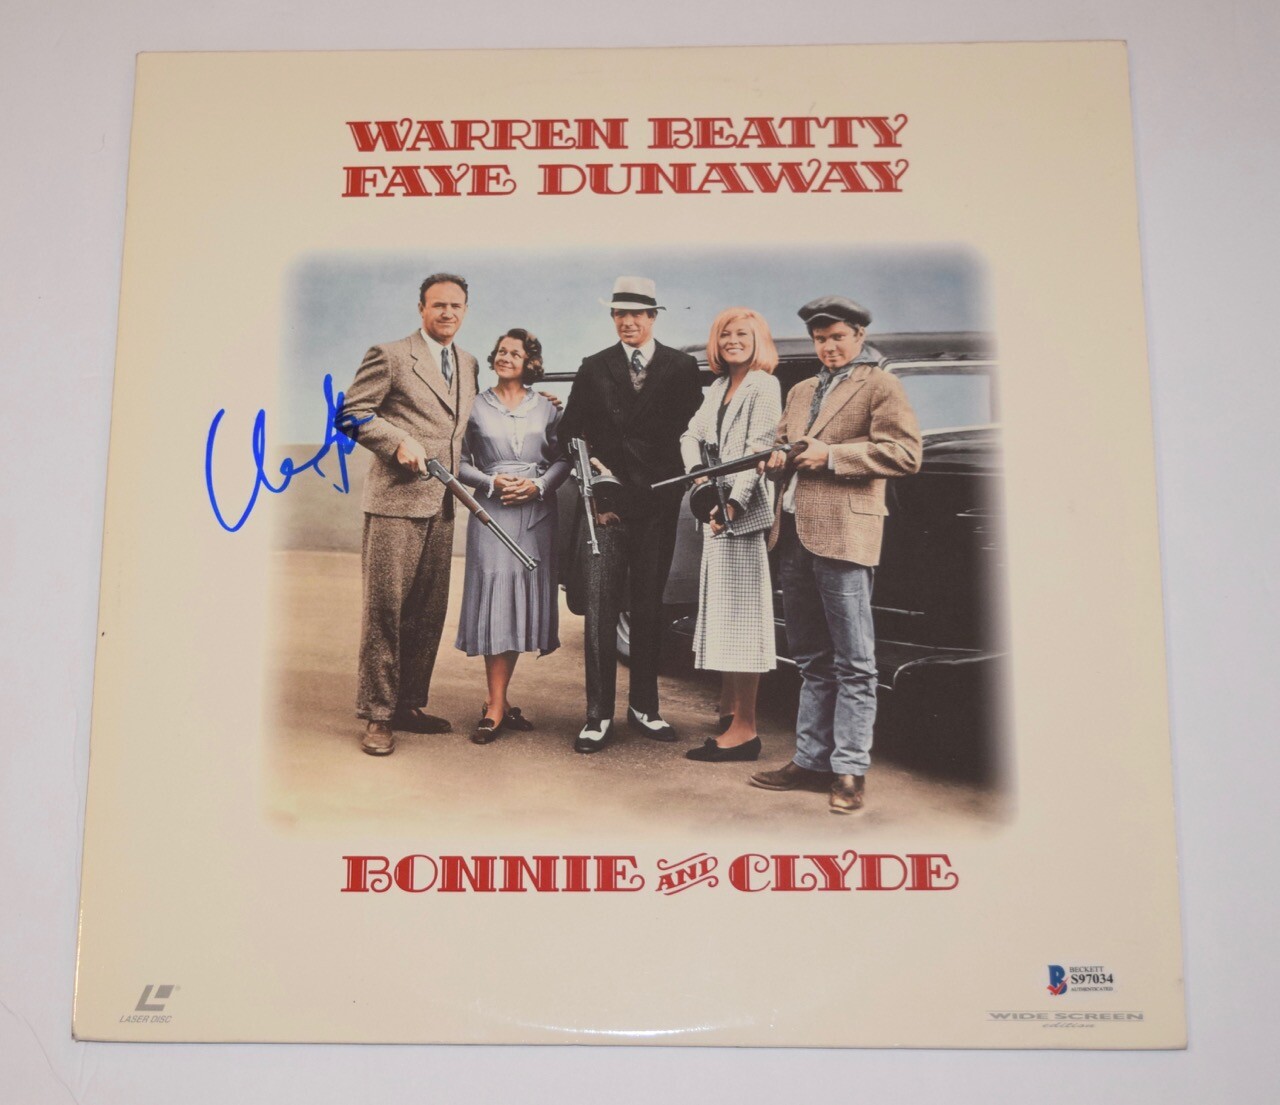 WARREN BEATTY
FAYE DUNAWAY
BONNIE AND CLYDE
BECKETT
S97034
AUTHENTICATED
LASER DISC
WIDE SCREEN
edition